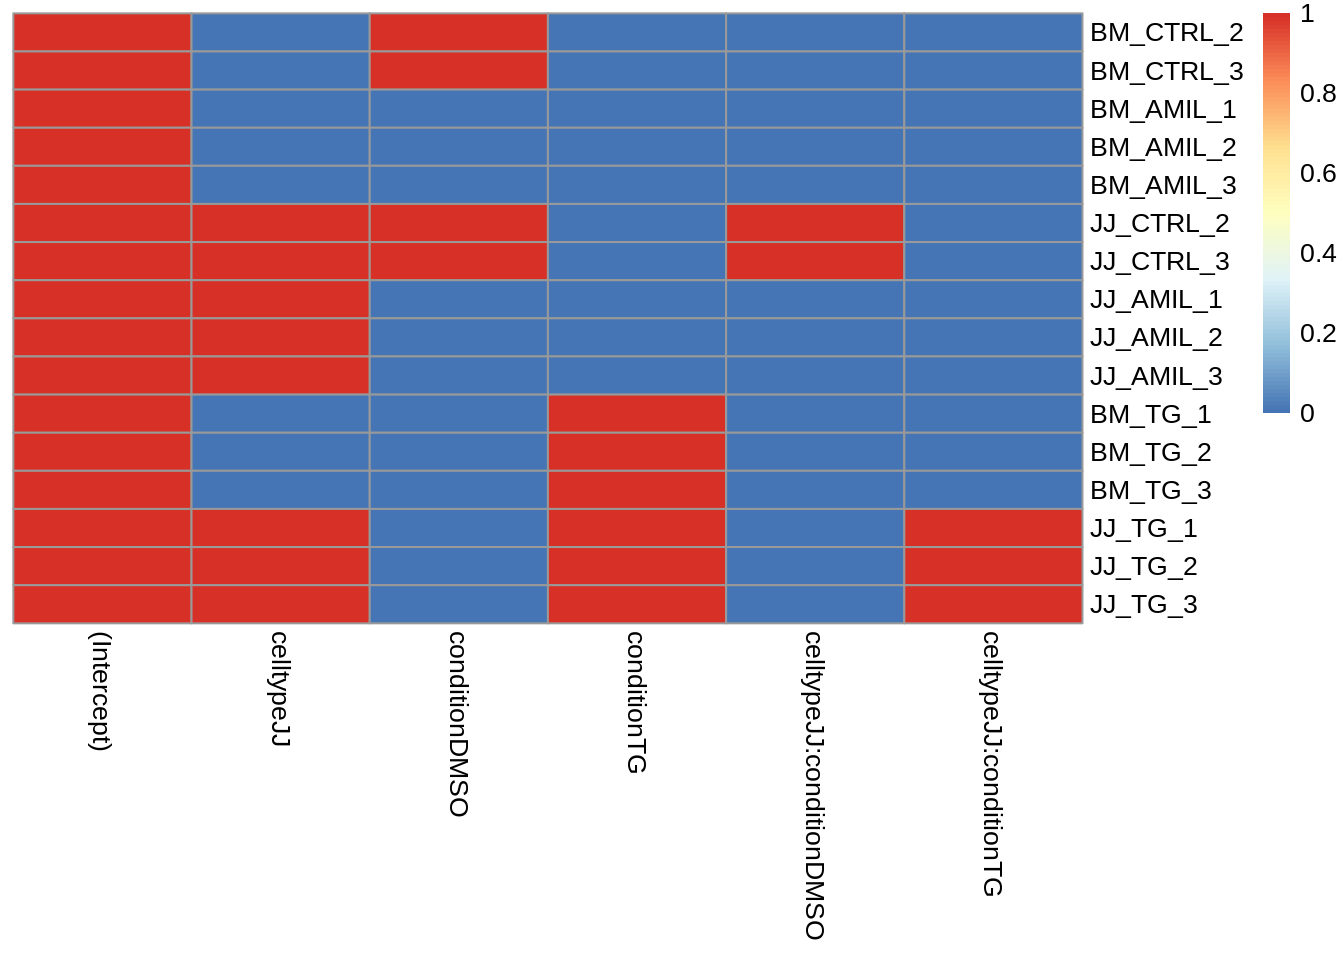 BM_CTRL_2
BM_CTRL_3
BM_AMIL_1
BM_AMIL_2
BM_AMIL_3
JJ_CTRL_2
JJ_CTRL_3
JJ_AMIL_1
JJ_AMIL_2
JJ_AMIL_3
BM_TG_1
BM_TG_2
BM_TG_3
JJ_TG_1
JJ_TG_2
JJ_TG_3
1
0.8
0.6
0.4
0.2
0
(Intercept)
celltypeJJ
conditionDMSO
conditionTG
celltypeJJ:conditionDMSO
celltypeJJ:conditionTG